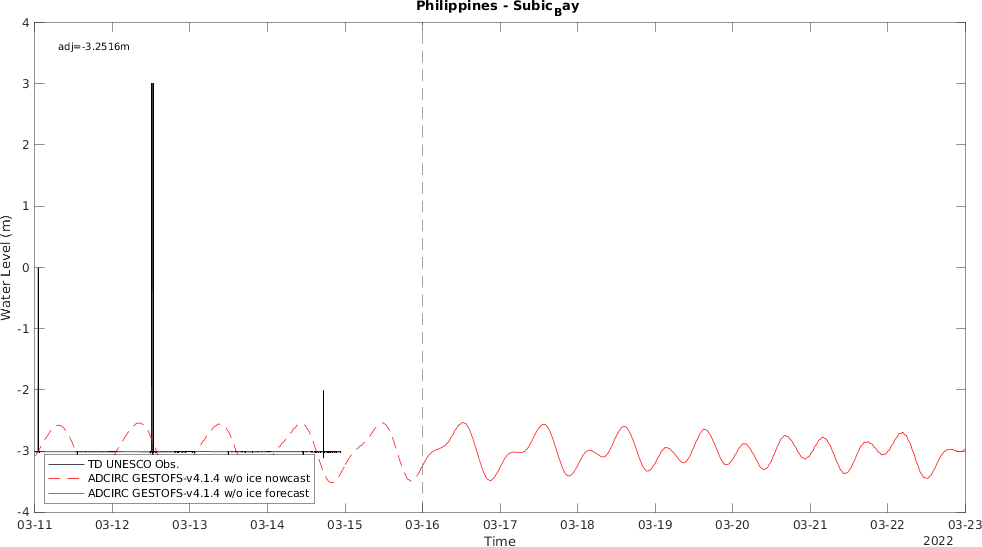 Philippines - Subic_Bay
adj=-3.2516m
4
3
2
1
0
-1
-2
-3
-4
Water Level (m)
TD UNESCO Obs.
ADCIRC GESTOFS-v4.1.4 w/o ice nowcast
ADCIRC GESTOFS-v4.1.4 w/o ice forecast
03-11 03-12 03-13 03-14 03-15 03-16 03-17 03-18 03-19 03-20 03-21 03-22 03-23
Time
2022